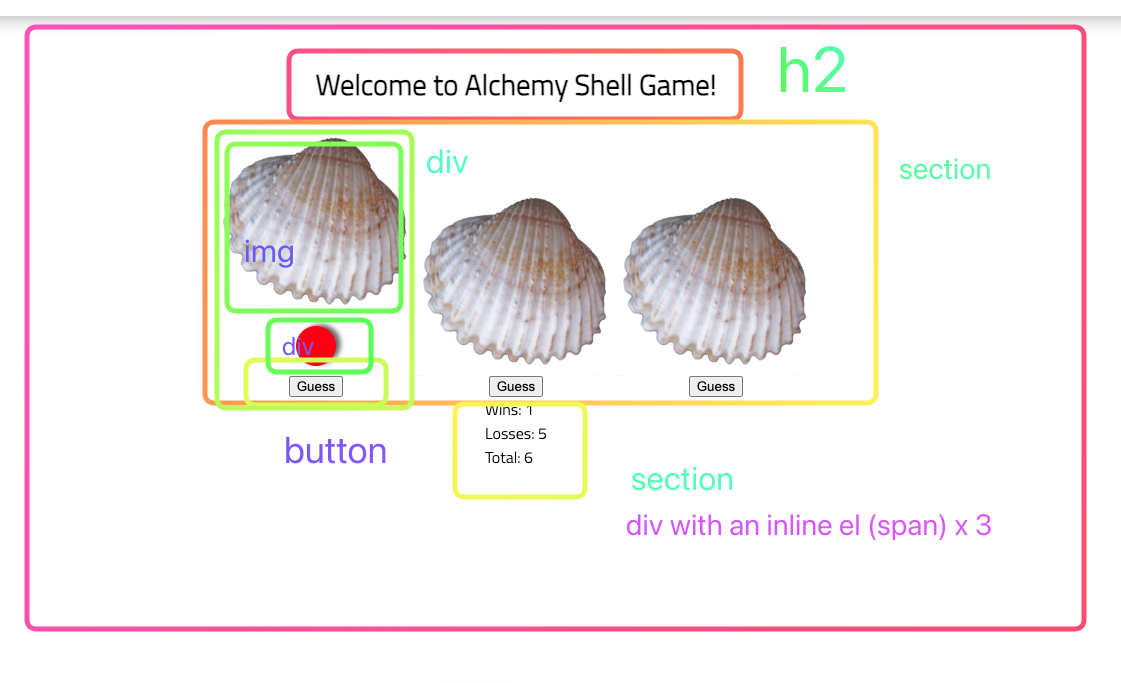 Welcome to Alchemy Shell Game!
h2
div
section
img
div
Guess
Guess
Guess
button
Wins: 1
Losses: 5
Total: 6
section
div with an inline el (span) x 3